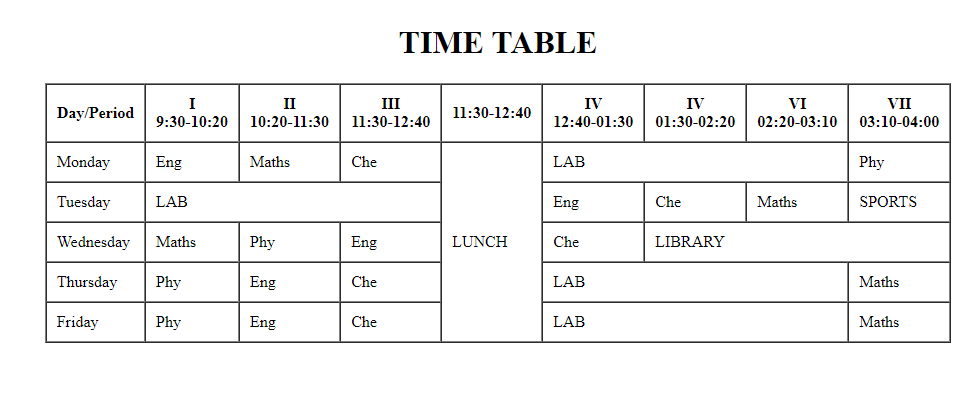 TIME TABLE
Day/Period I 9:30-10:20 II 10:20-11:30 III 11:30-12:40 11:30-12:40 IV 12:40-01:30 IV 01:30-02:20 VI 02:20-03:10 VII 03:10-04:00
Monday Eng Maths Che LAB Phy
Tuesday LAB Eng Che Maths SPORTS
Wednesday Maths Phy Eng LUNCH Che LIBRARY
Thursday Phy Eng Che LAB Maths
Friday Phy Eng Che LAB Maths